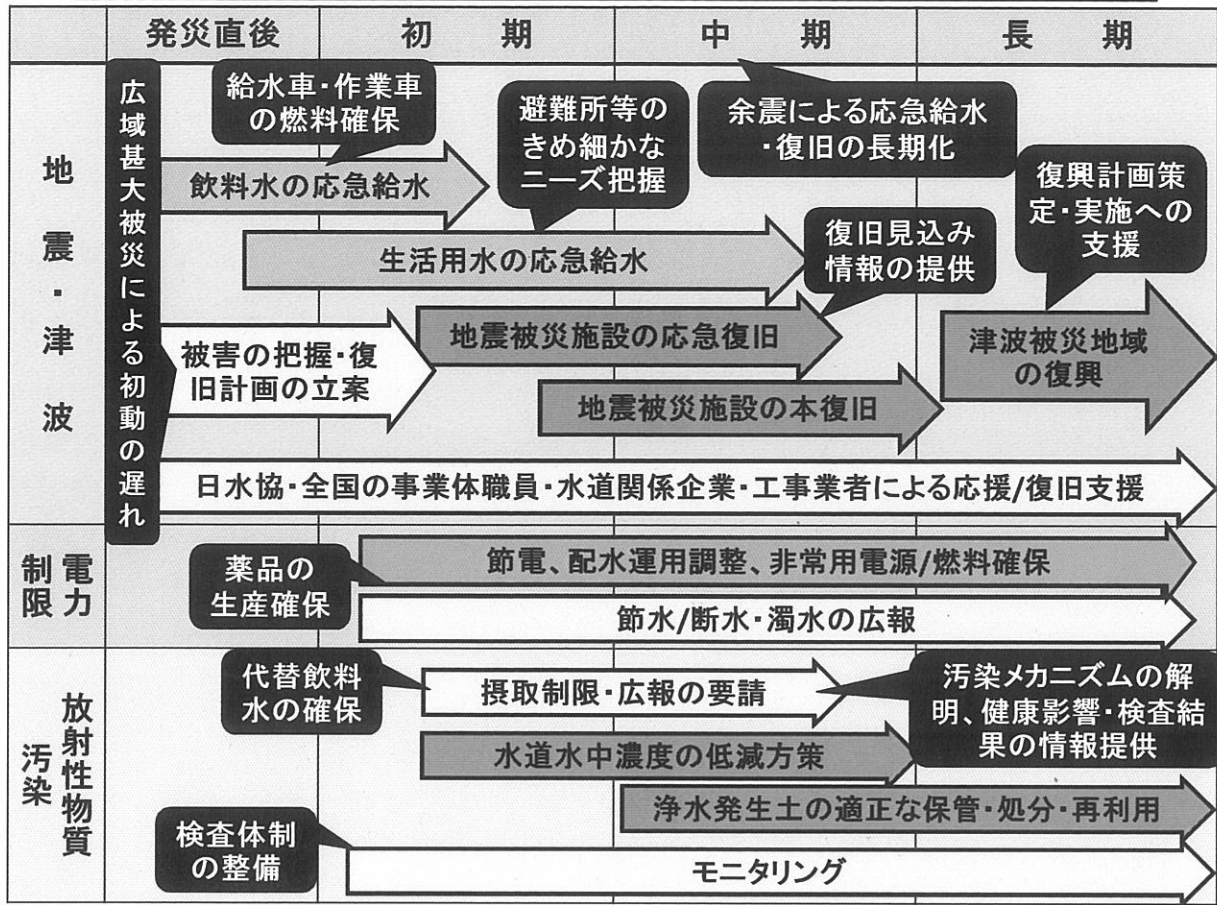 発災直後
初期
中期
長期
地震・津波
広域甚大被災による初動の遅れ
給水車・作業車
の燃料確保
避難所等の
きめ細かな
ニーズ把握
余震による応急給水
・復旧の長期化
飲料水の応急給水
復興計画策
定・実施への
支援
生活用水の応急給水
復旧見込み
情報の提供
地震被災施設の応急復旧
被害の把握・復
旧計画の立案
津波被災地域
の復興
地震被災施設の本復旧
日水協・全国の事業体職員・水道関係企業・工事業者による応援/復旧支援
電力
制限
薬品の
生産確保
節電、配水運用調整、非常用電源/燃料確保
節水/断水・濁水の広報
放射性物質
汚染
代替飲料
水の確保
摂取制限・広報の要請
汚染メカニズムの解
明、健康影響・検査結
果の情報提供
水道水中濃度の低減方策
浄水発生土の適正な保管・処分・再利用
検査体制
の整備
モニタリング